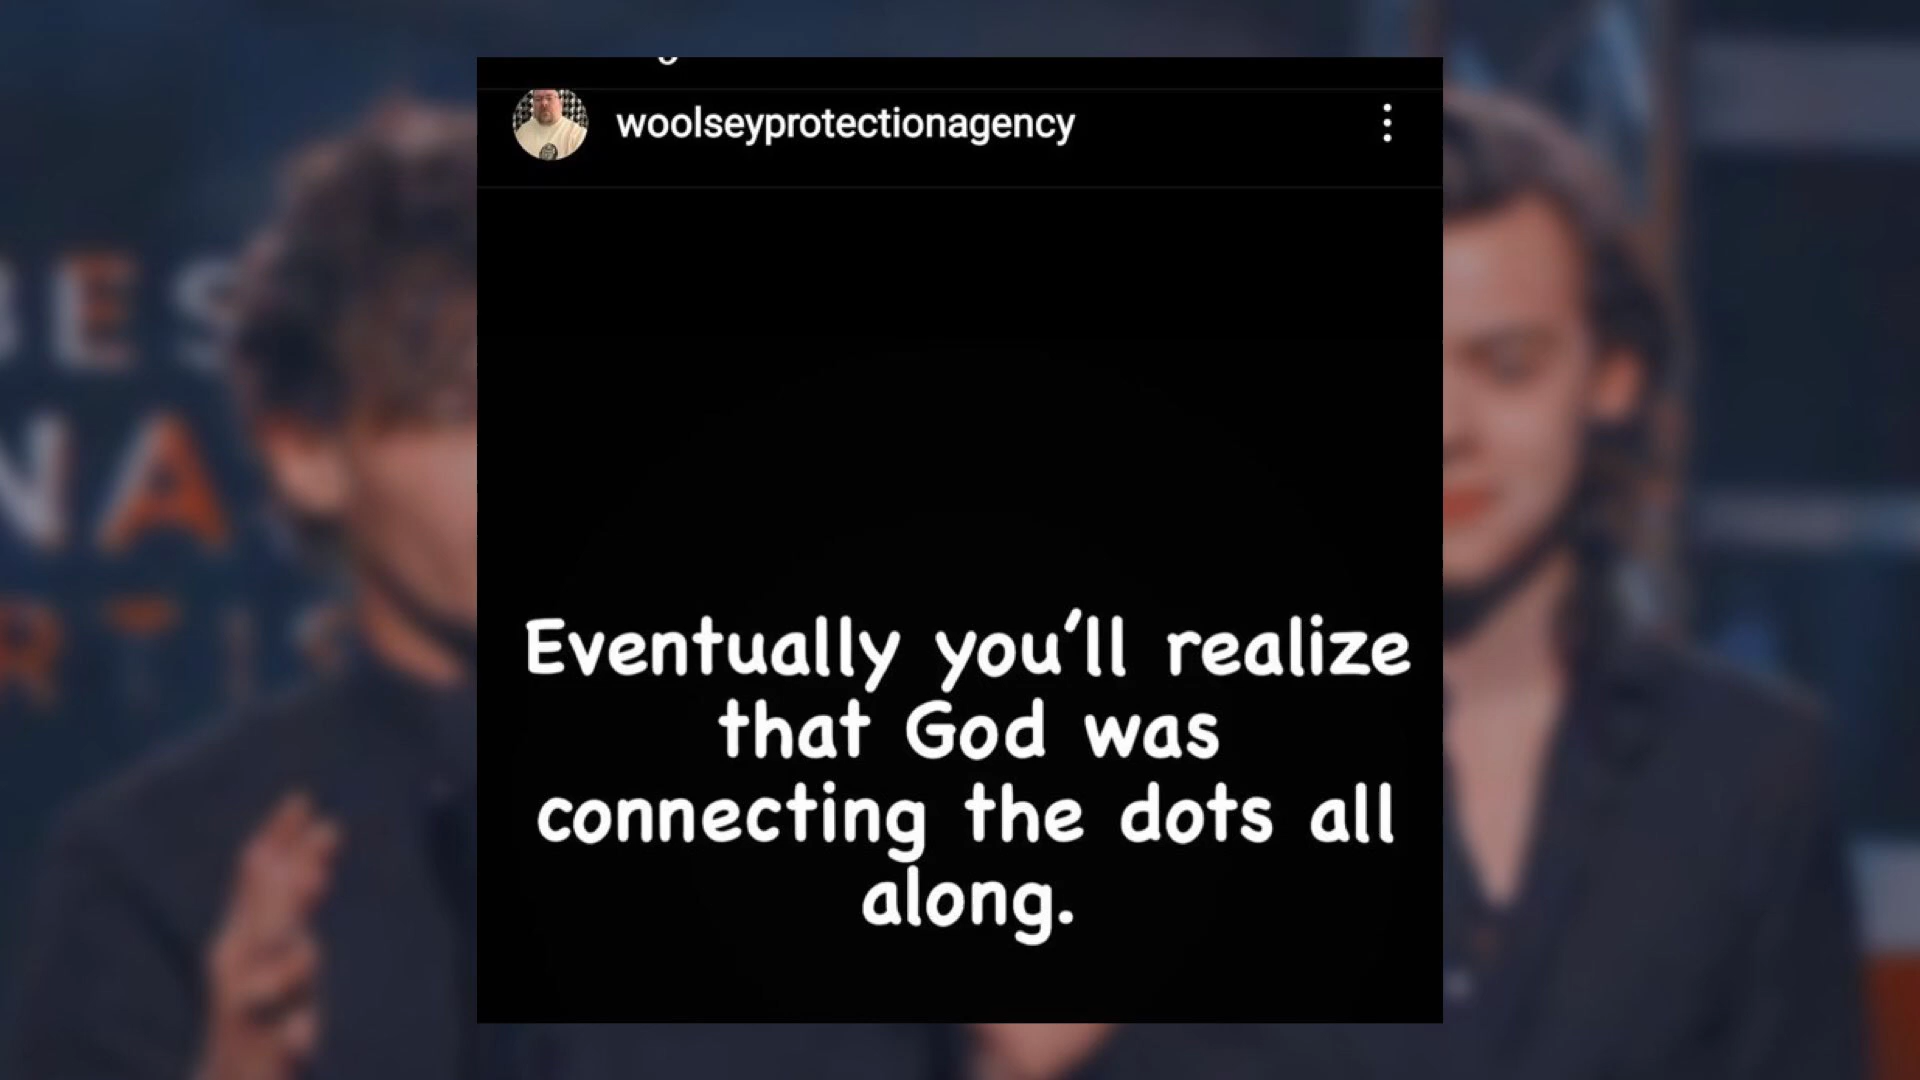 woolseyprotectionagency
Eventually you'll realize
that God was
connecting the dots all
along.